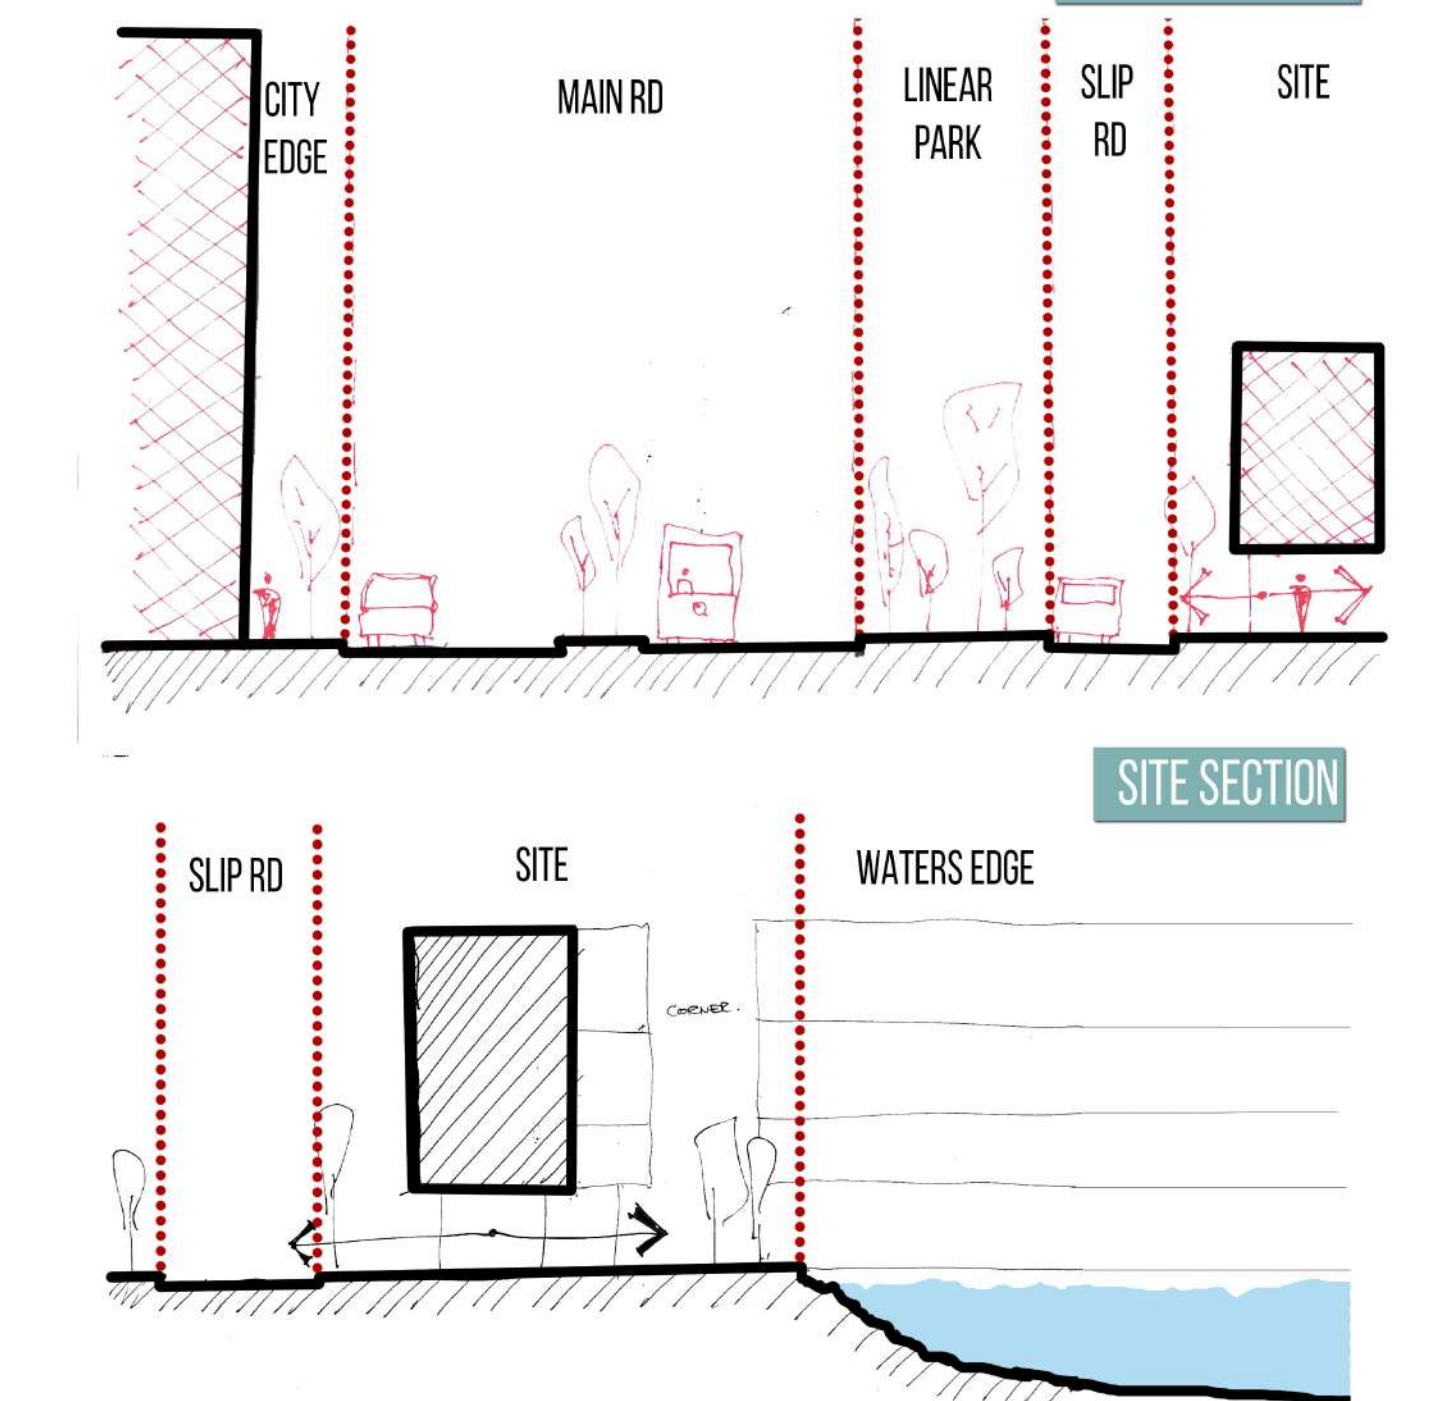 CITY
EDGE
MAIN RD
LINEAR
PARK
SLIP
RD
SITE
SITE SECTION
SLIP RD
SITE
WATERS EDGE
CORNER.